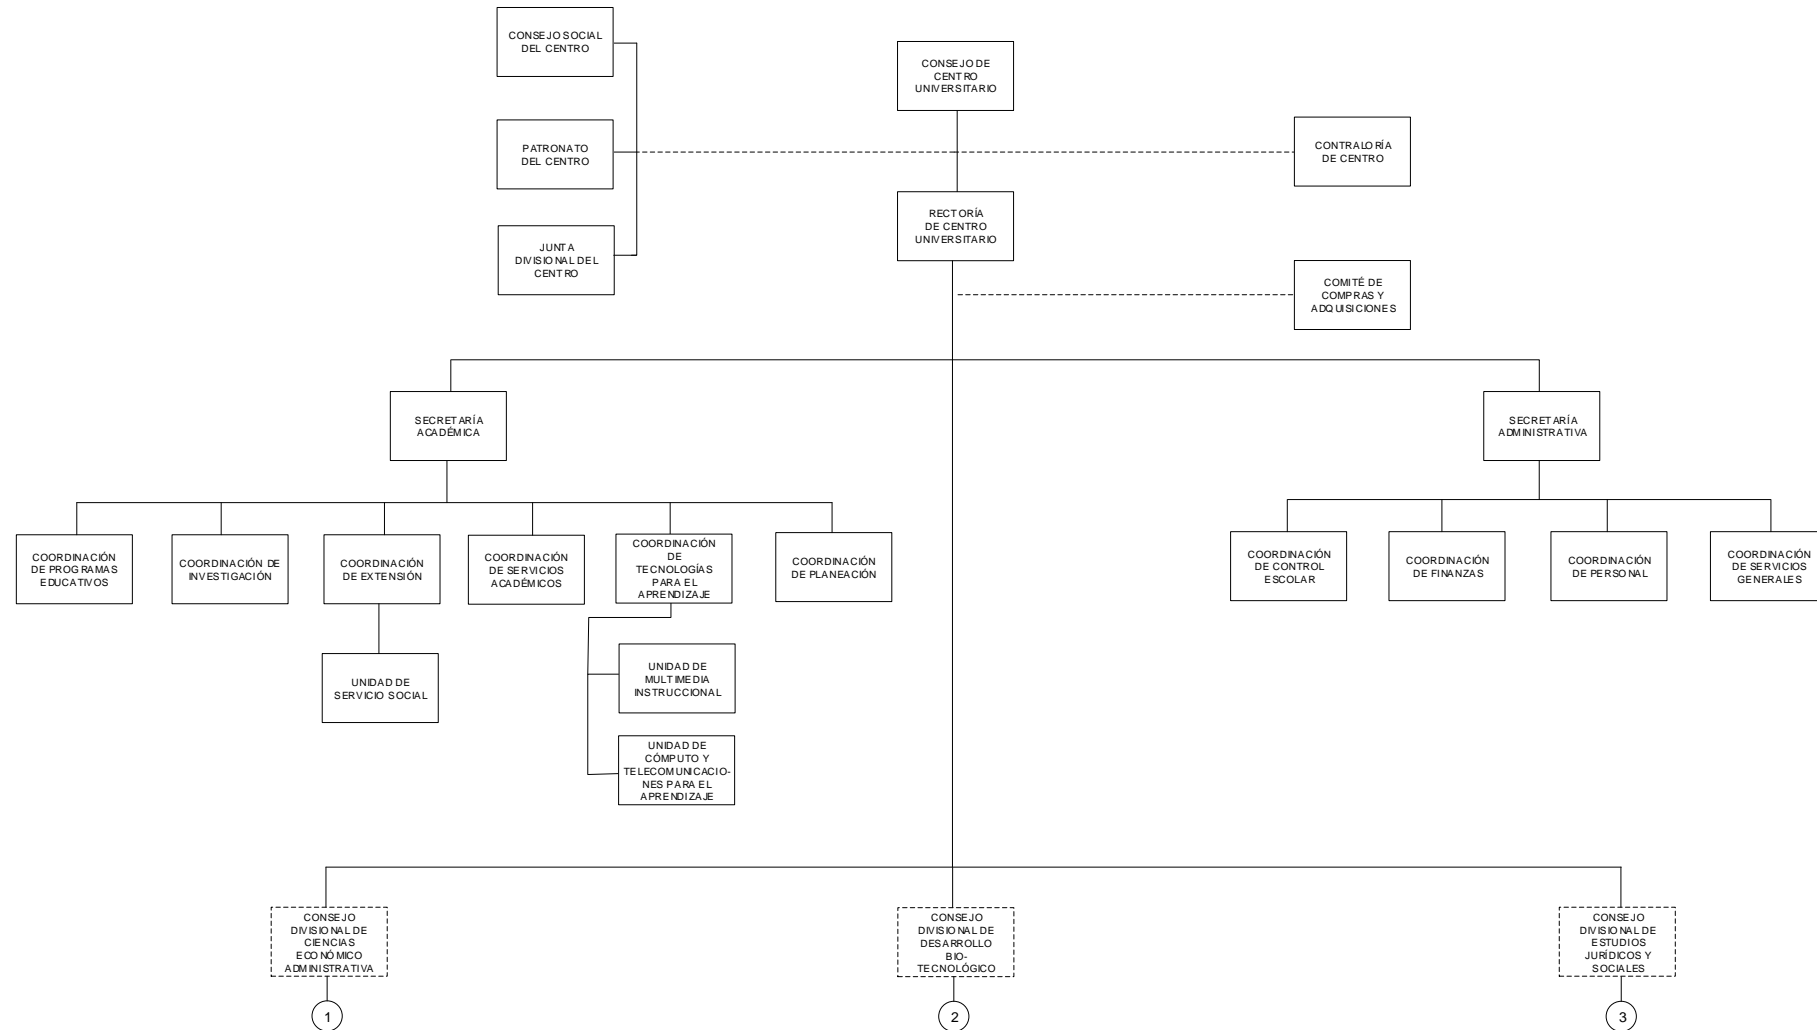 CONSEJO SOCIAL
DEL CENTRO
CONSEJO DE
CENTRO
UNIVERSITARIO
PATRONATO
DEL CENTRO
CONTRALORÍA
DE CENTRO
RECTORÍA
DE CENTRO
UNIVERSITARIO
JUNTA
DIVISIONAL DEL
CENTRO
COMITÉ DE
COMPRAS Y
ADQUISICIONES
SECRETARÍA
ACADÉMICA
SECRETARÍA
ADMINISTRATIVA
COORDINACIÓN
DE PROGRAMAS
EDUCATIVOS
COORDINACIÓN DE
INVESTIGACIÓN
COORDINACIÓN
DE EXTENSIÓN
COORDINACIÓN
DE SERVICIOS
ACADÉMICOS
COORDINACIÓN
DE
TECNOLOGÍAS
PARA EL
APRENDIZAJE
COORDINACIÓN
DE PLANEACIÓN
COORDINACIÓN
DE CONTROL
ESCOLAR
COORDINACIÓN
DE FINANZAS
COORDINACIÓN
DE PERSONAL
COORDINACIÓN
DE SERVICIOS
GENERALES
UNIDAD DE
SERVICIO SOCIAL
UNIDAD DE
MULTIMEDIA
INSTRUCCIONAL
UNIDAD DE
CÓMPUTO Y
TELECOMUNICACIO-
NES PARA EL
APRENDIZAJE
CONSEJO
DIVISIONAL DE
CIENCIAS
ECONÓMICO
ADMINISTRATIVA
CONSEJO
DIVISIONAL DE
DESARROLLO
BIO-
TECNOLÓGICO
CONSEJO
DIVISIONAL DE
ESTUDIOS
JURÍDICOS Y
SOCIALES
1
2
3